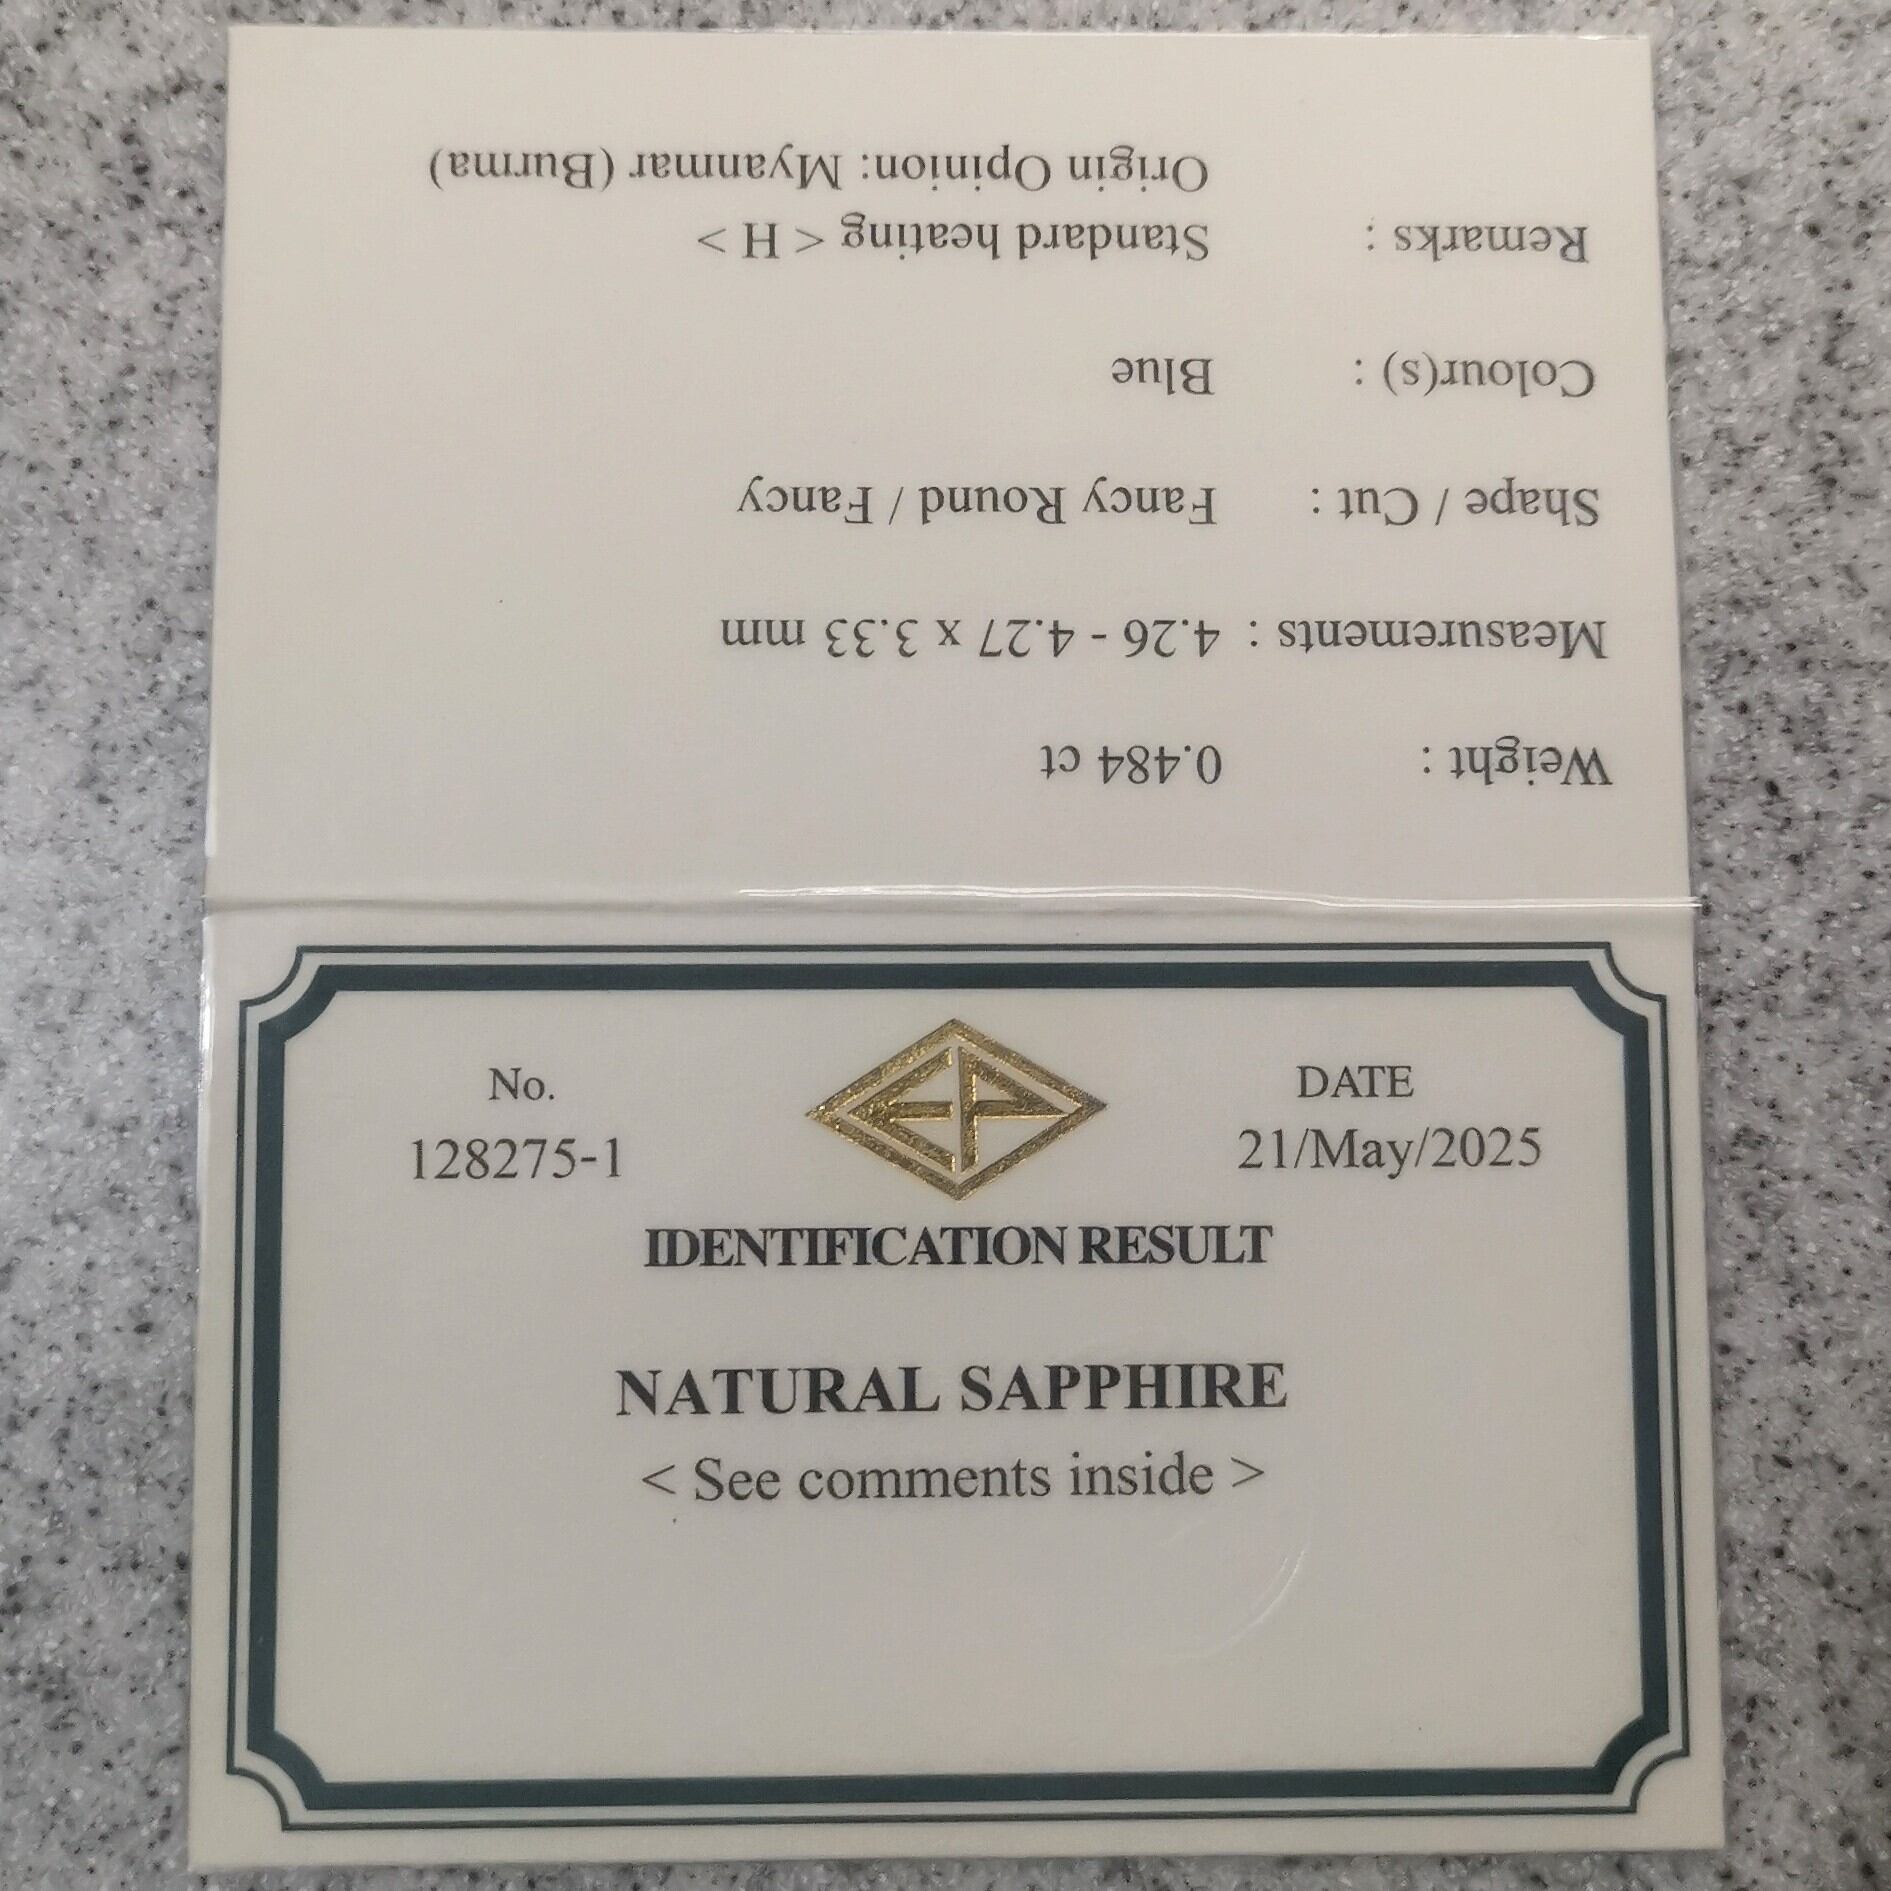 No.
128275-1
DATE
21/May/2025
IDENTIFICATION RESULT
NATURAL SAPPHIRE
< See comments inside >
Weight : 0.484 ct
Measurements : 4.26 - 4.27 x 3.33 mm
Shape / Cut : Fancy Round / Fancy
Colour(s) : Blue
Remarks : Standard heating < H >
Origin Opinion: Myanmar (Burma)